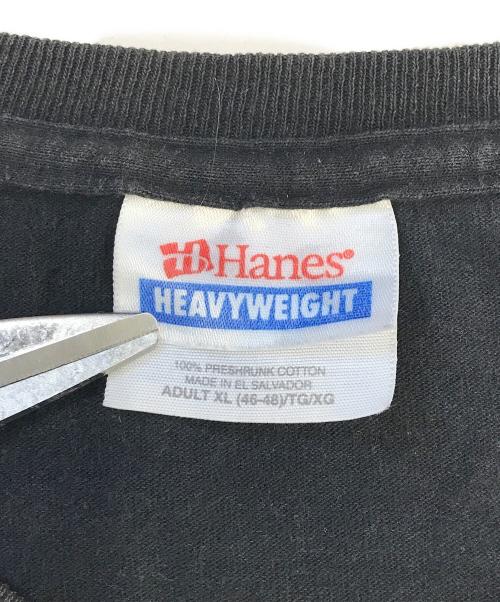 Hanes®
HEAVYWEIGHT
100% PRESHRUNK COTTON
MADE IN EL SALVADOR
ADULT XL (46-48)/TG/XG